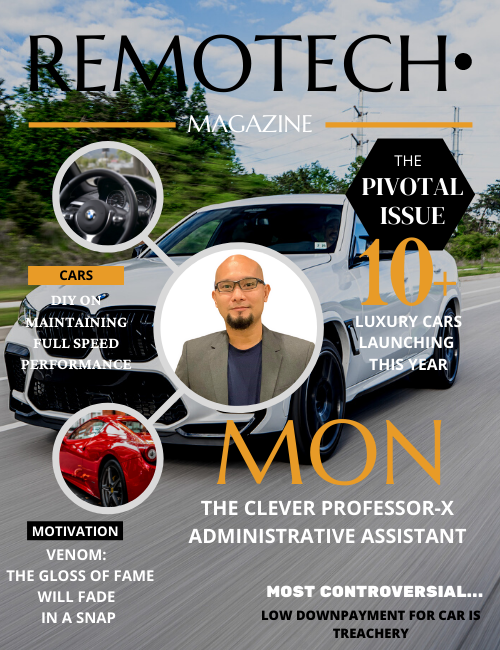 REMOTECH•
MAGAZINE
THE
PIVOTAL
ISSUE
10+
LUXURY CARS
LAUNCHING
THIS YEAR
CARS
DIY ON
MAINTAINING
FULL SPEED
PERFORMANCE
MON
THE CLEVER PROFESSOR-X
ADMINISTRATIVE ASSISTANT
MOTIVATION
VENOM:
THE GLOSS OF FAME
WILL FADE
IN A SNAP
MOST CONTROVERSIAL...
LOW DOWNPAYMENT FOR CAR IS
TREACHERY